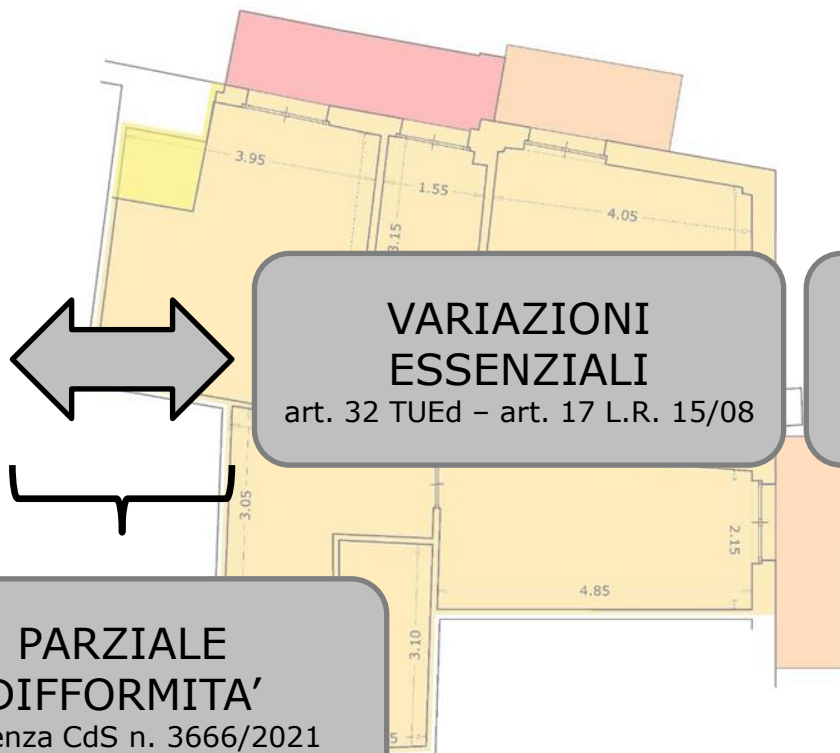 3.95
1.55
4.05
3.15
VARIAZIONI
ESSENZIALI
art. 32 TUEd – art. 17 L.R. 15/08
3.05
2.15
4.85
3.10
PARZIALE
DIFFORMITA’
enza CdS n. 3666/2021
5